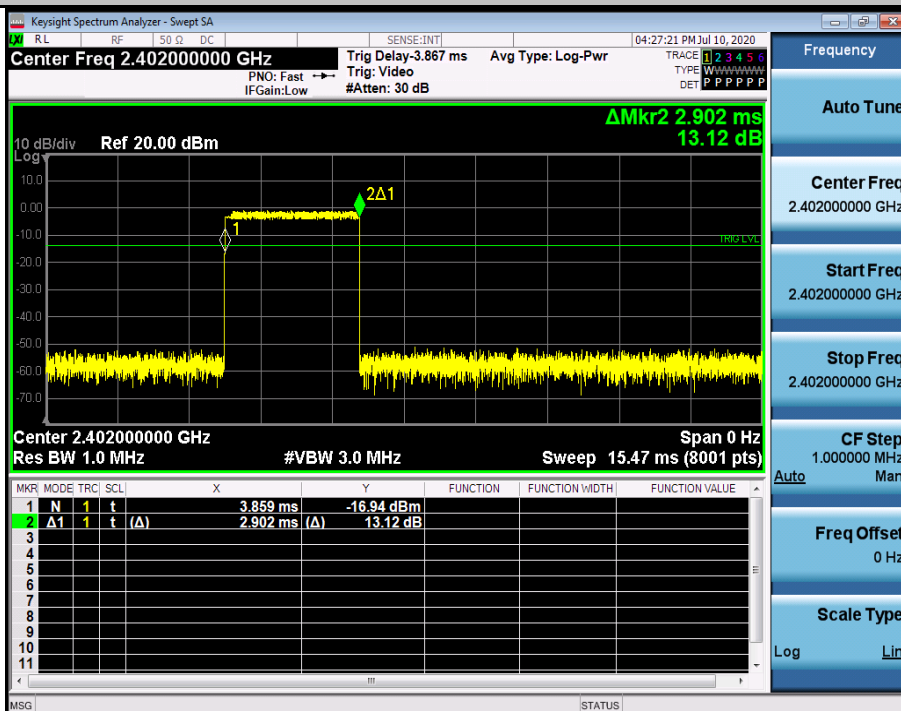 Keysight Spectrum Analyzer - Swept SA
LXI RL RF 50 Ω DC SENSE:INT 04:27:21 PM Jul 10, 2020
Center Freq 2.402000000 GHz
PNO: Fast
IFGain:Low
Trig Delay-3.867 ms
Trig: Video
#Atten: 30 dB
Avg Type: Log-Pwr
TRACE 1 2 3 4 5 6
TYPE WWWWWW
DET P P P P P P
ΔMkr2 2.902 ms
13.12 dB
10 dB/div Ref 20.00 dBm
Log
10.0
0.00
-10.0
-20.0
-30.0
-40.0
-50.0
-60.0
-70.0
1
2Δ1
TRIG LVL
Center 2.402000000 GHz Span 0 Hz
Res BW 1.0 MHz #VBW 3.0 MHz Sweep 15.47 ms (8001 pts)
MKR MODE TRC SCL X Y FUNCTION FUNCTION WIDTH FUNCTION VALUE
1 N 1 t 3.859 ms -16.94 dBm
2 Δ1 1 t (Δ) 2.902 ms (Δ) 13.12 dB
3
4
5
6
7
8
9
10
11
MSG STATUS
Frequency
Auto Tune
Center Freq
2.402000000 GHz
Start Freq
2.402000000 GHz
Stop Freq
2.402000000 GHz
CF Step
1.000000 MHz
Auto Man
Freq Offset
0 Hz
Scale Type
Log Lin